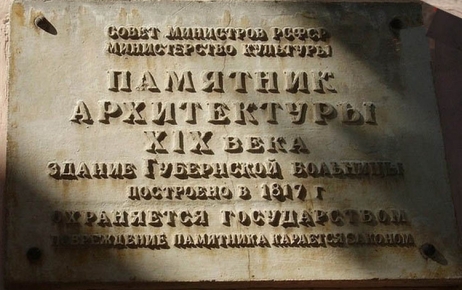 СОВЕТ МИНИСТРОВ РСФСР
МИНИСТЕРСТВО КУЛЬТУРЫ
ПАМЯТНИК
АРХИТЕКТУРЫ
XIX ВЕКА
ЗДАНИЕ ГУБЕРНСКОЙ БОЛЬНИЦЫ
ПОСТРОЕНО В 1817 Г
ОХРАНЯЕТСЯ ГОСУДАРСТВОМ
ПОВРЕЖДЕНИЕ ПАМЯТНИКА КАРАЕТСЯ ЗАКОНОМ